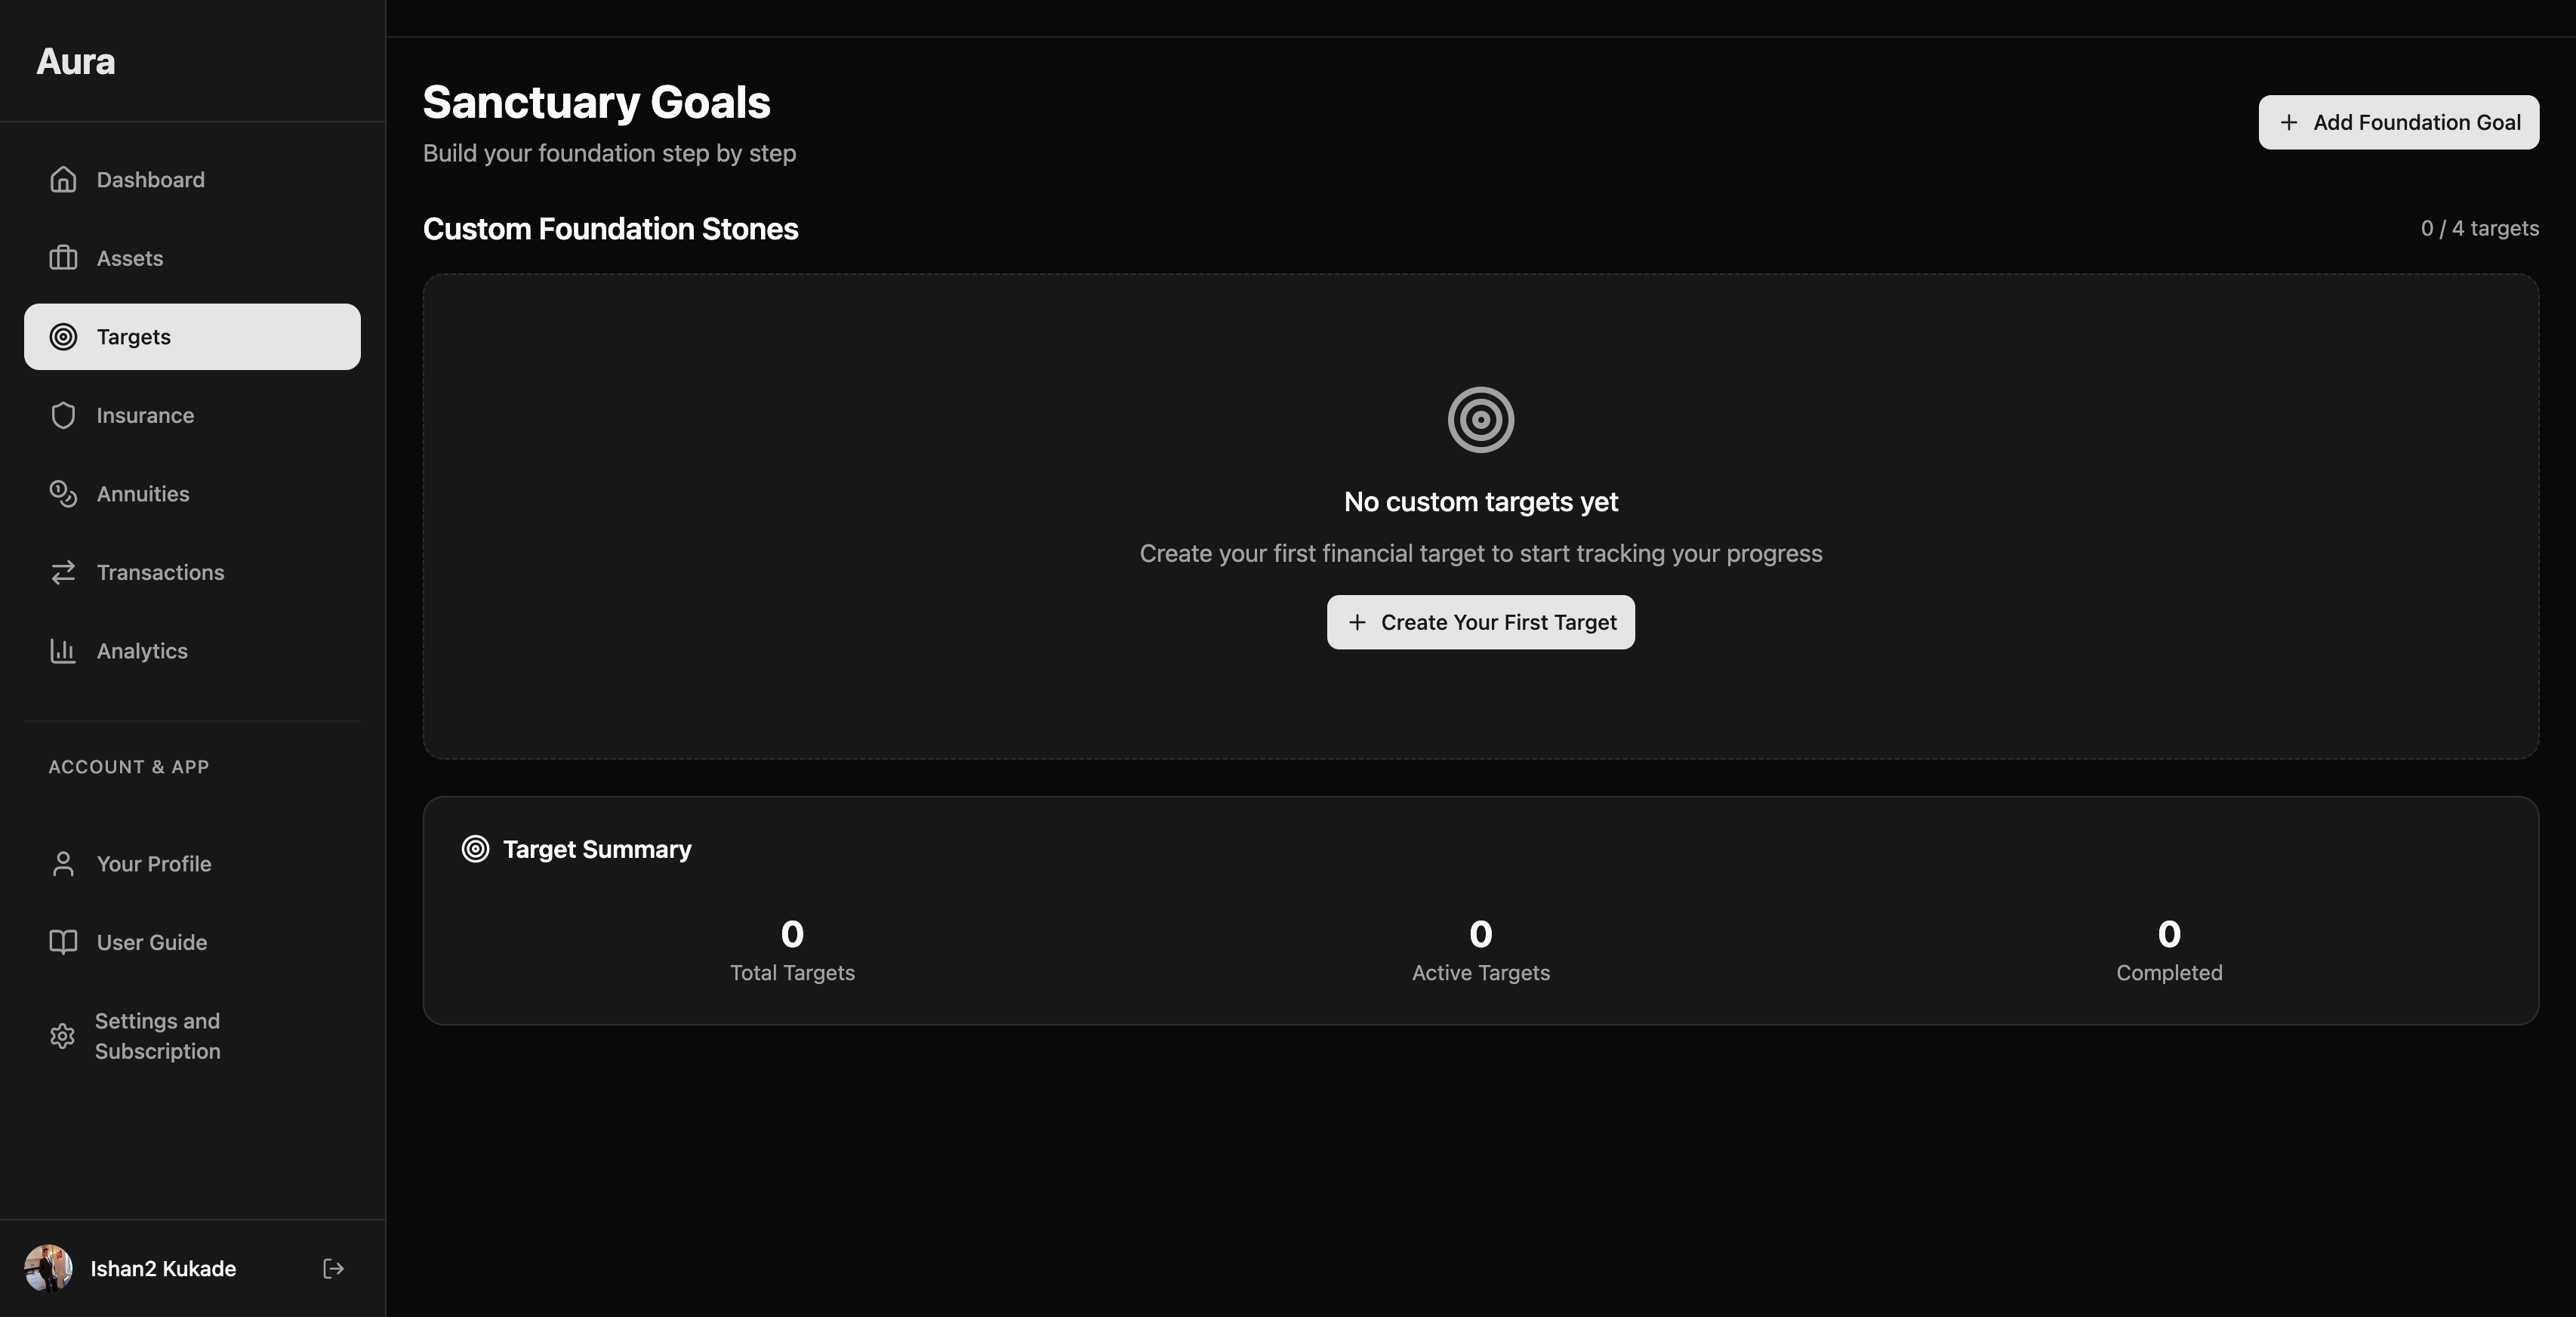 Aura
Dashboard
Assets
Targets
Insurance
Annuities
Transactions
Analytics
ACCOUNT & APP
Your Profile
User Guide
Settings and
Subscription
Ishan2 Kukade
Sanctuary Goals
Build your foundation step by step
+ Add Foundation Goal
Custom Foundation Stones
0 / 4 targets
No custom targets yet
Create your first financial target to start tracking your progress
+ Create Your First Target
Target Summary
0
Total Targets
0
Active Targets
0
Completed